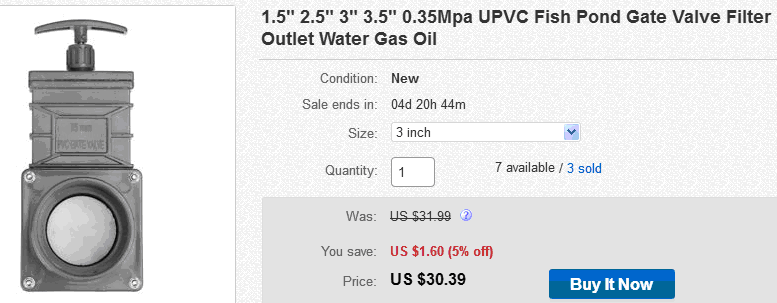 1.5" 2.5" 3" 3.5" 0.35Mpa UPVC Fish Pond Gate Valve Filter
Outlet Water Gas Oil
Condition: New
Sale ends in: 04d 20h 44m
Size: 3 inch
Quantity: 1 7 available / 3 sold
Was: US $31.99
You save: US $1.60 (5% off)
Price: US $30.39 Buy It Now
PVC GATE VALVE